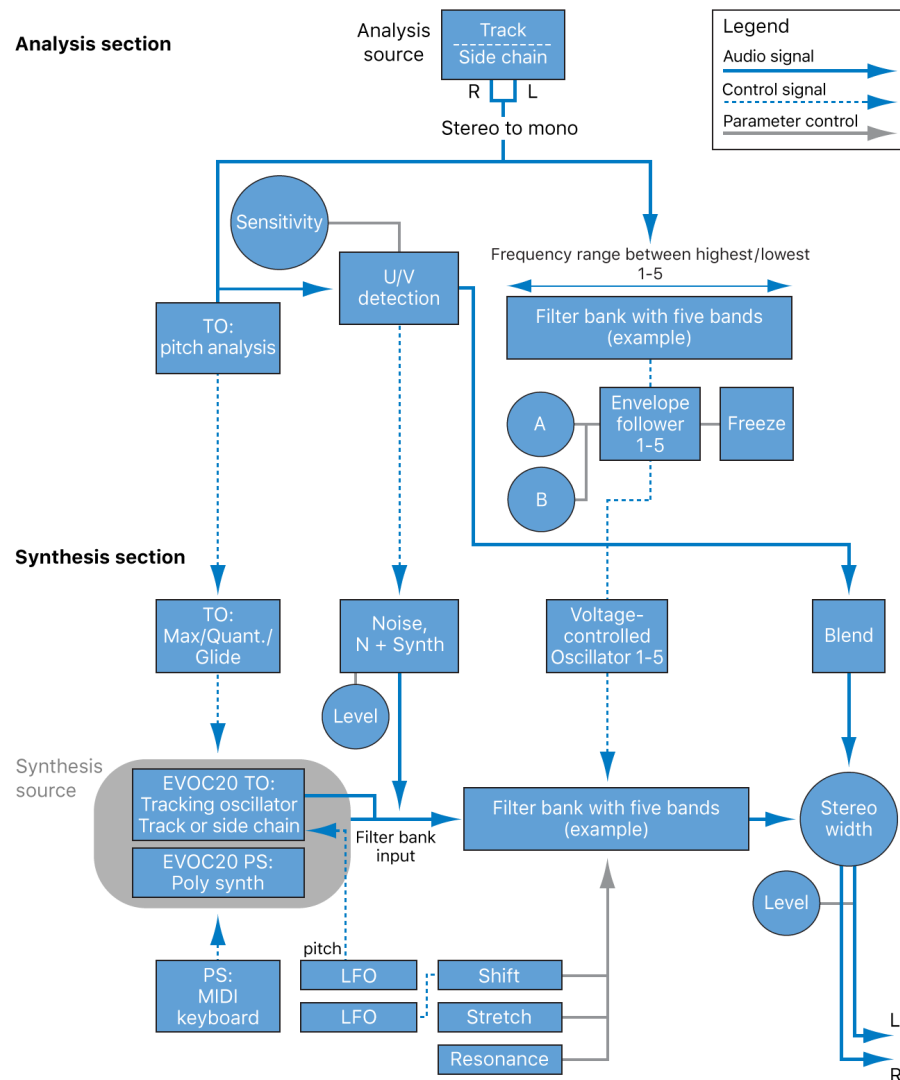 Analysis section
Analysis
source
Track
Side chain
R
L
Stereo to mono
Legend
Audio signal
Control signal
Parameter control
Sensitivity
U/V
detection
TO:
pitch analysis
Frequency range between highest/lowest
1-5
Filter bank with five bands
(example)
A
B
Envelope
follower
1-5
Freeze
Synthesis section
TO:
Max/Quant./
Glide
Noise,
N + Synth
Level
Voltage-
controlled
Oscillator 1-5
Blend
Synthesis
source
EVOC20 TO:
Tracking oscillator
Track or side chain
EVOC20 PS:
Poly synth
Filter bank
input
Filter bank with five bands
(example)
Stereo
width
Level
PS:
MIDI
keyboard
pitch
LFO
LFO
Shift
Stretch
Resonance
L
R